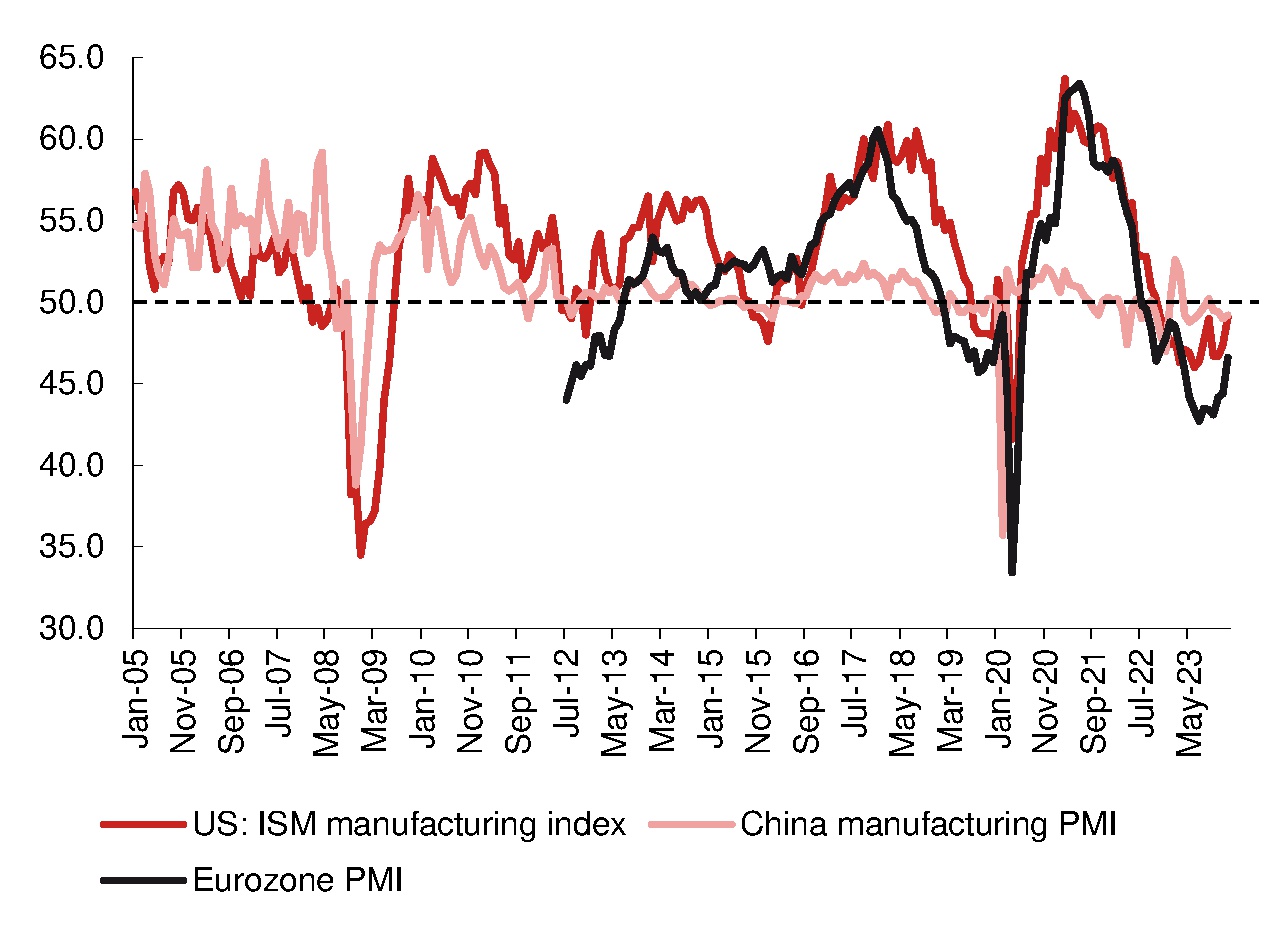 65.0
60.0
55.0
50.0
45.0
40.0
35.0
30.0
Jan-05
Nov-05
Sep-06
Jul-07
May-08
Mar-09
Jan-10
Nov-10
Sep-11
Jul-12
May-13
Mar-14
Jan-15
Nov-15
Sep-16
Jul-17
May-18
Mar-19
Jan-20
Nov-20
Sep-21
Jul-22
May-23
US: ISM manufacturing index
China manufacturing PMI
Eurozone PMI